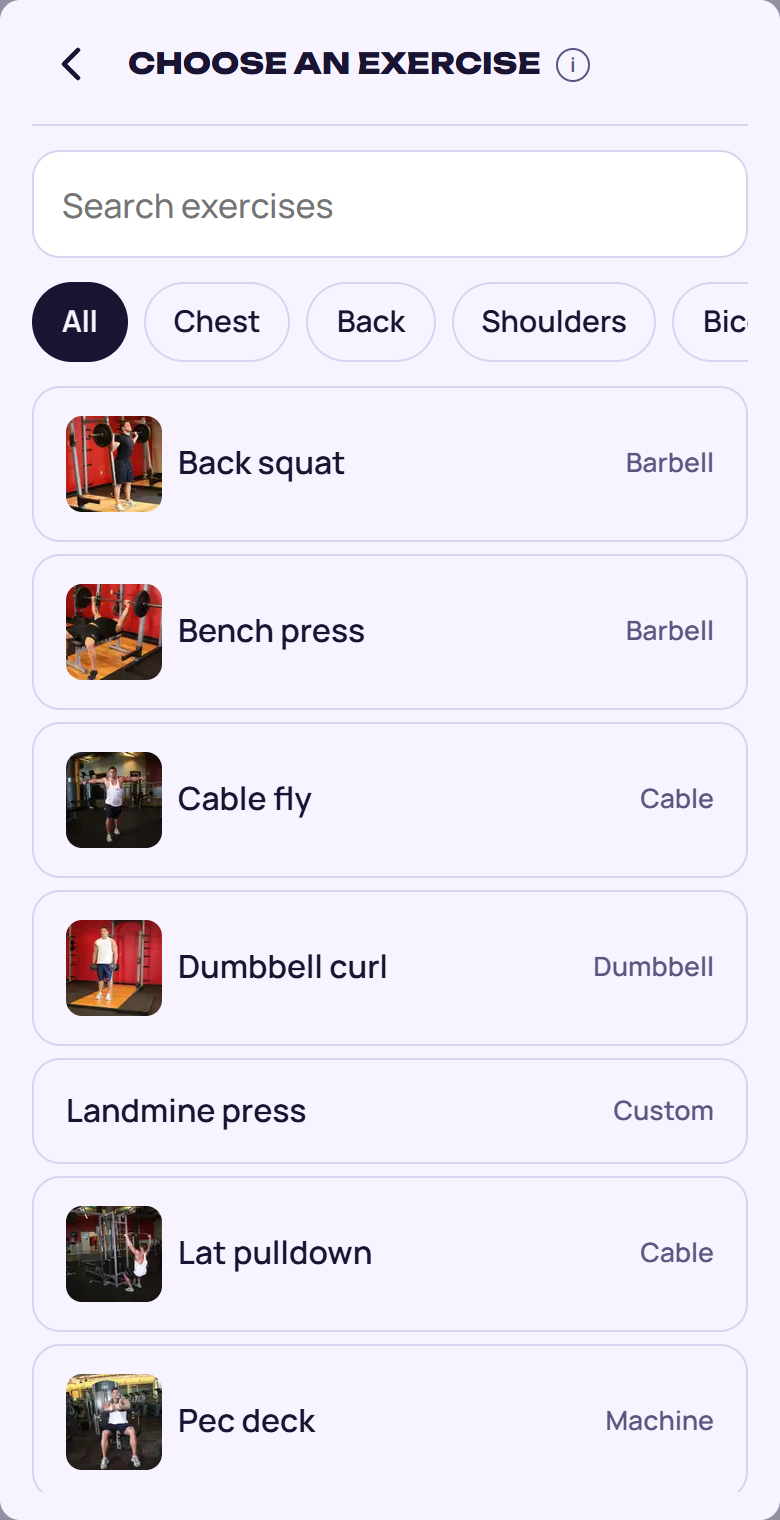 CHOOSE AN EXERCISE i
Search exercises
All Chest Back Shoulders Bic
Back squat Barbell
Bench press Barbell
Cable fly Cable
Dumbbell curl Dumbbell
Landmine press Custom
Lat pulldown Cable
Pec deck Machine